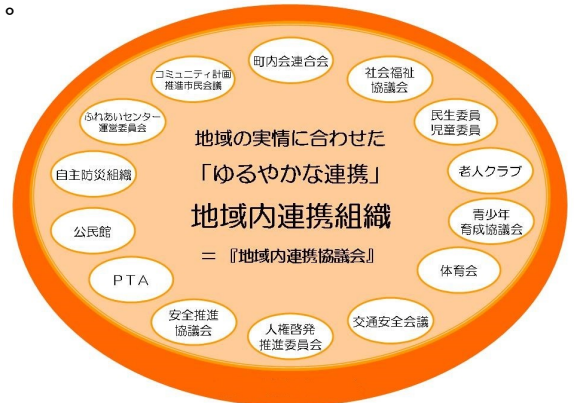 。
町内会連合会
社会福祉
協議会
民生委員
児童委員
老人クラブ
青少年
育成協議会
体育会
交通安全会議
人権啓発
推進委員会
安全推進
協議会
PTA
公民館
自主防災組織
ふれあいセンター
運営委員会
コミュニティ計画
推進市民会議
地域の実情に合わせた
「ゆるやかな連携」
地域内連携組織
＝『地域内連携協議会』